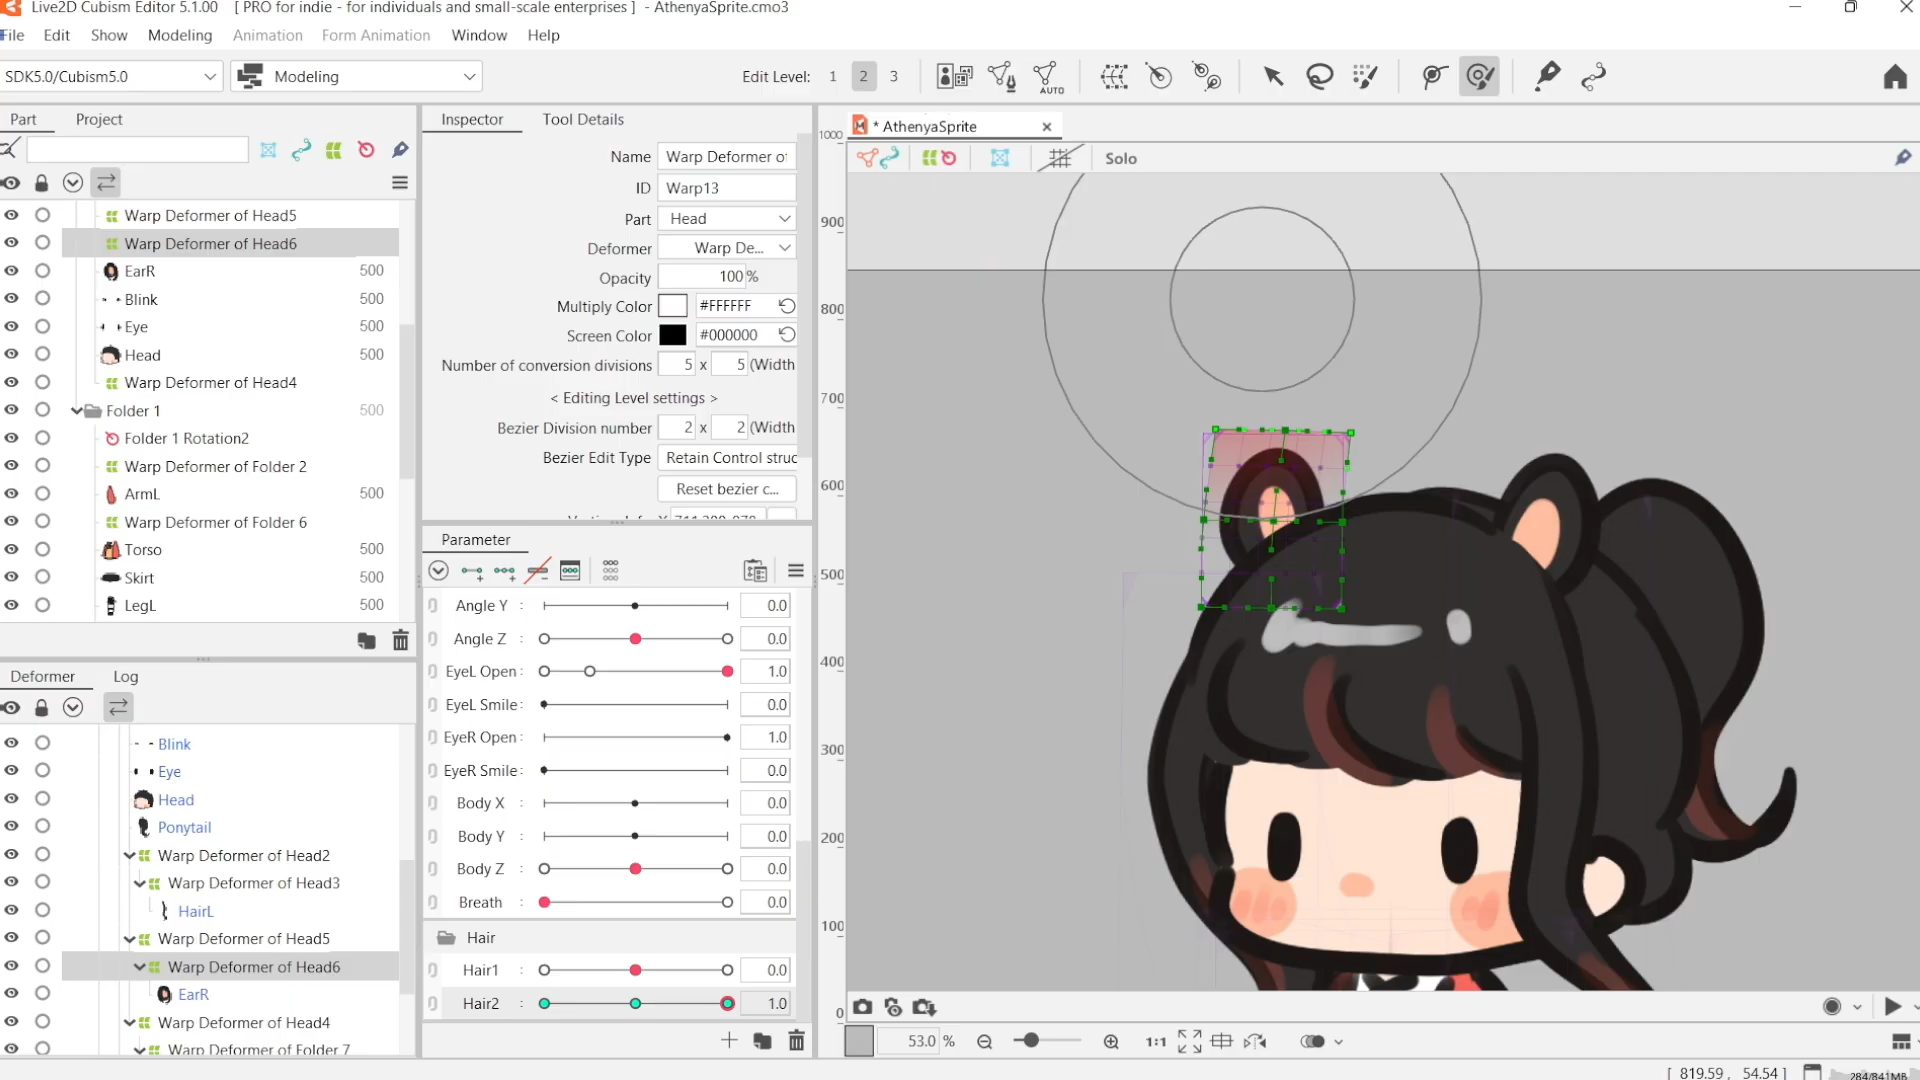 Live2D Cubism Editor 5.1.00 [ PRO for indie - for individuals and small-scale enterprises ] - AthenyaSprite.cmo3
File Edit Show Modeling Animation Form Animation Window Help
SDK5.0/Cubism5.0 Modeling Edit Level: 1 2 3 AUTO
Part Project
Warp Deformer of Head5
Warp Deformer of Head6
EarR 500
Blink 500
Eye 500
Head 500
Warp Deformer of Head4
Folder 1 500
Folder 1 Rotation2
Warp Deformer of Folder 2
ArmL 500
Warp Deformer of Folder 6
Torso 500
Skirt 500
LegL 500
Deformer Log
Blink
Eye
Head
Ponytail
Warp Deformer of Head2
Warp Deformer of Head3
HairL
Warp Deformer of Head5
Warp Deformer of Head6
EarR
Warp Deformer of Head4
Warp Deformer of Folder 7
Inspector Tool Details
Name Warp Deformer of
ID Warp13
Part Head
Deformer Warp De...
Opacity 100 %
Multiply Color #FFFFFF
Screen Color #000000
Number of conversion divisions 5 x 5 (Width
< Editing Level settings >
Bezier Division number 2 x 2 (Width
Bezier Edit Type Retain Control struc
Reset bezier c...
Parameter
Angle Y : 0.0
Angle Z : 0.0
EyeL Open : 1.0
EyeL Smile : 0.0
EyeR Open : 1.0
EyeR Smile : 0.0
Body X : 0.0
Body Y : 0.0
Body Z : 0.0
Breath : 0.0
Hair
Hair1 : 0.0
Hair2 : 1.0
* AthenyaSprite
Solo
1000
900
800
700
600
500
400
300
200
100
0
53.0 % 1:1
[ 819.59, 54.54 ] 284/841MB